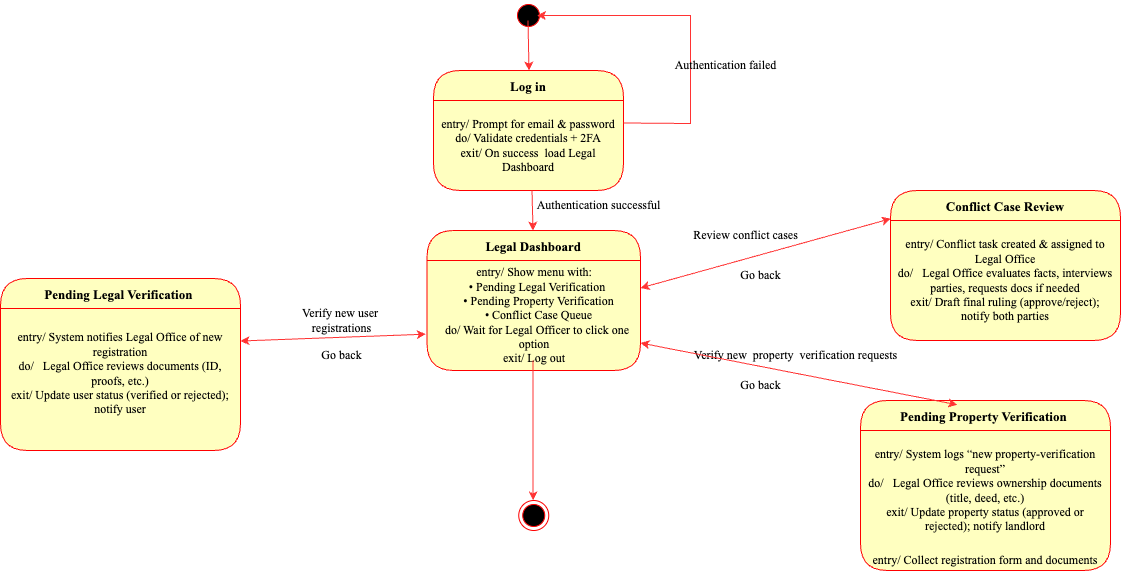 Authentication failed
Log in
entry/ Prompt for email & password
do/ Validate credentials + 2FA
exit/ On success  load Legal
Dashboard
Authentication successful
Legal Dashboard
entry/ Show menu with:
• Pending Legal Verification
• Pending Property Verification
• Conflict Case Queue
do/ Wait for Legal Officer to click one
option
exit/ Log out
Review conflict cases
Go back
Conflict Case Review
entry/ Conflict task created & assigned to
Legal Office
do/   Legal Office evaluates facts, interviews
parties, requests docs if needed
exit/ Draft final ruling (approve/reject);
notify both parties
Pending Legal Verification
entry/ System notifies Legal Office of new
registration
do/   Legal Office reviews documents (ID,
proofs, etc.)
exit/ Update user status (verified or rejected);
notify user
Verify new user
registrations
Go back
Verify new  property  verification requests
Go back
Pending Property Verification
entry/ System logs “new property-verification
request”
do/   Legal Office reviews ownership documents
(title, deed, etc.)
exit/ Update property status (approved or
rejected); notify landlord
entry/ Collect registration form and documents